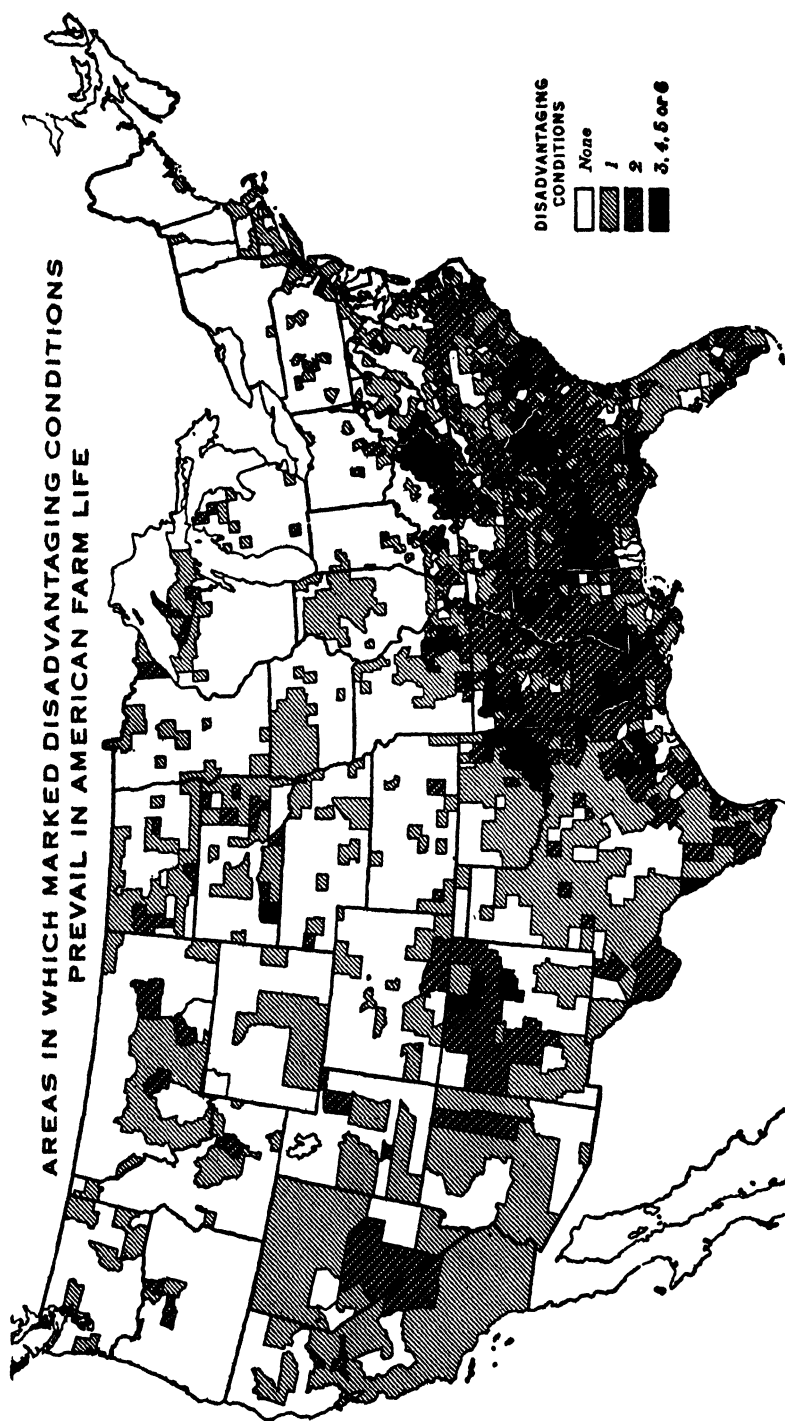 AREAS IN WHICH MARKED DISADVANTAGING CONDITIONS
PREVAIL IN AMERICAN FARM LIFE
DISADVANTAGING
CONDITIONS
None
1
2
3, 4, 5 or 6